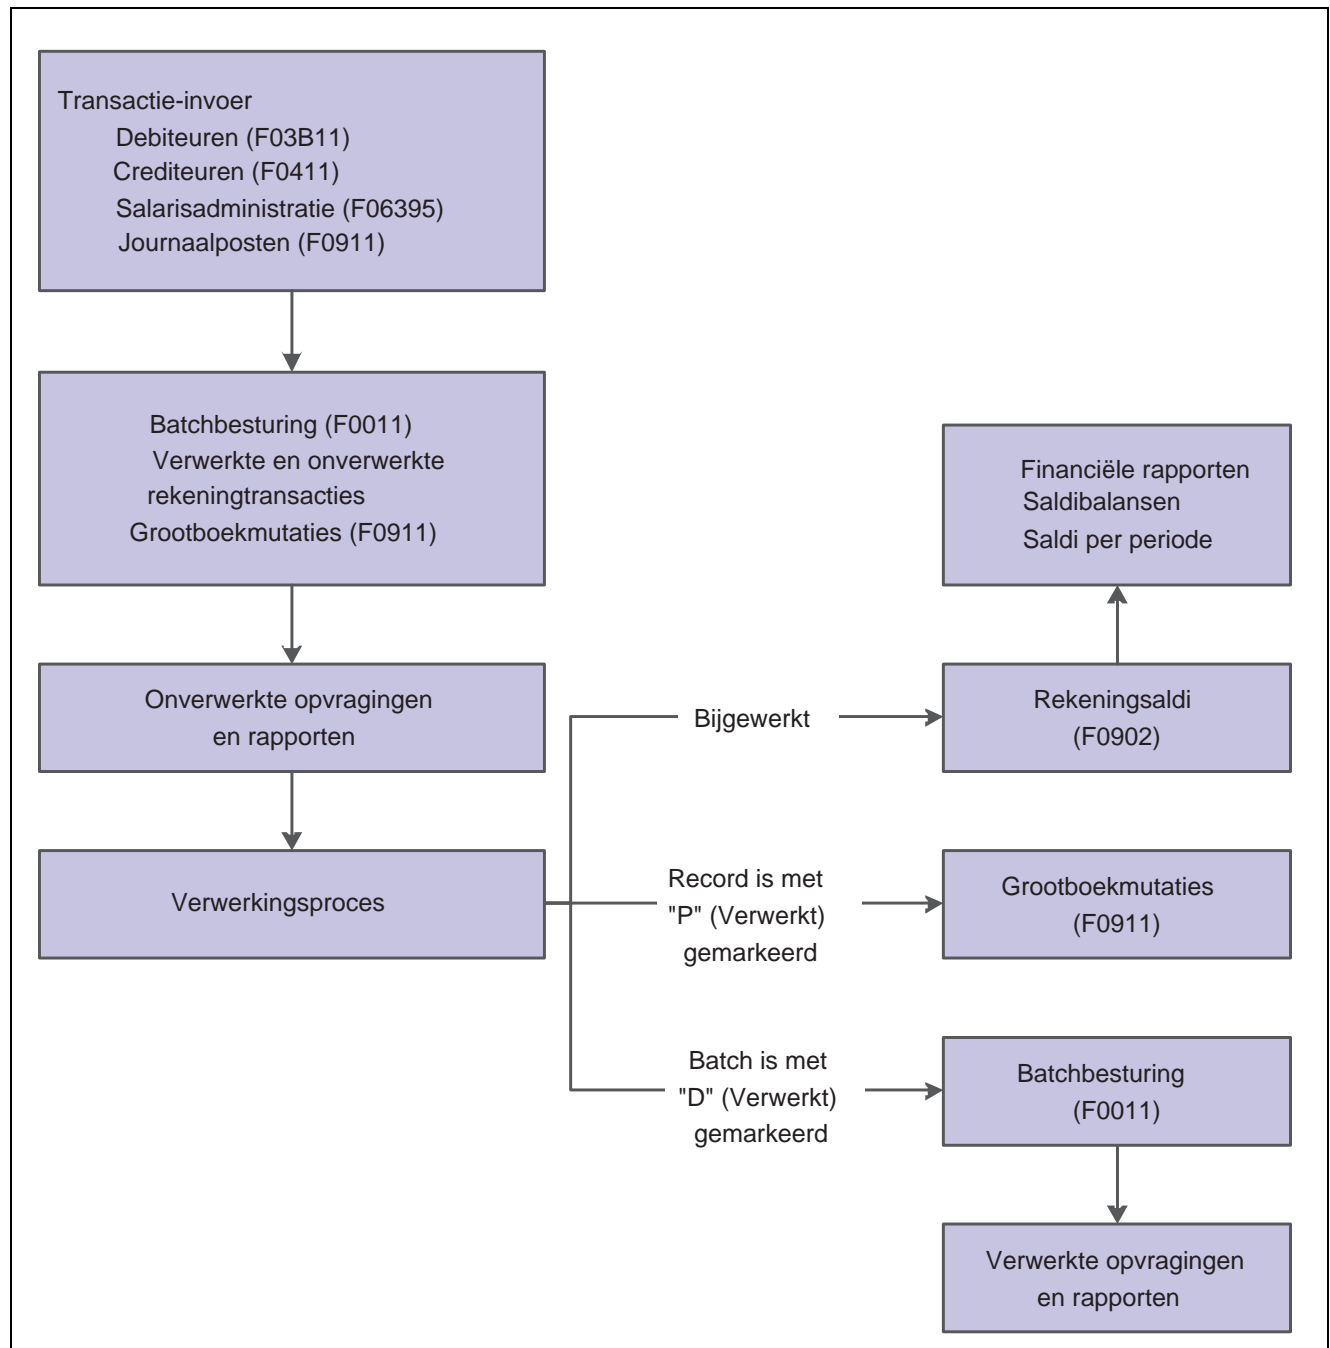 Transactie-invoer
Debiteuren (F03B11)
Crediteuren (F0411)
Salarisadministratie (F06395)
Journaalposten (F0911)
Batchbesturing (F0011)
Verwerkte en onverwerkte
rekeningtransacties
Grootboekmutaties (F0911)
Financiële rapporten
Saldibalansen
Saldi per periode
Onverwerkte opvragingen
en rapporten
Bijgewerkt
Rekeningsaldi
(F0902)
Verwerkingsproces
Record is met
"P" (Verwerkt)
gemarkeerd
Grootboekmutaties
(F0911)
Batch is met
"D" (Verwerkt)
gemarkeerd
Batchbesturing
(F0011)
Verwerkte opvragingen
en rapporten